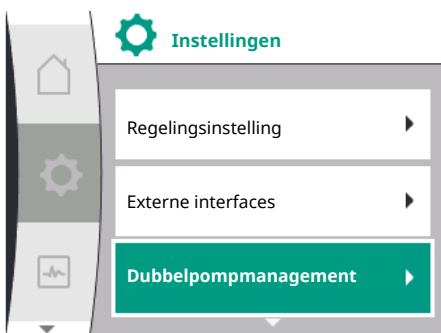 Instellingen
Regelingsinstelling
Externe interfaces
Dubbelpompmanagement